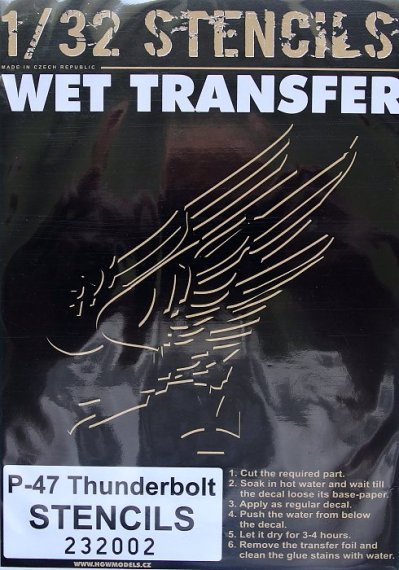 1/32 STENCILS
MADE IN CZECH REPUBLIC
WET TRANSFER
P-47 Thunderbolt
STENCILS
232002
1. Cut the required part.
2. Soak in hot water and wait till
the decal loose its base-paper.
3. Apply as regular decal.
4. Push the water from below
the decal.
5. Let it dry for 3-4 hours.
6. Remove the transfer foil and
clean the glue stains with water.
WWW.HGWMODELS.CZ